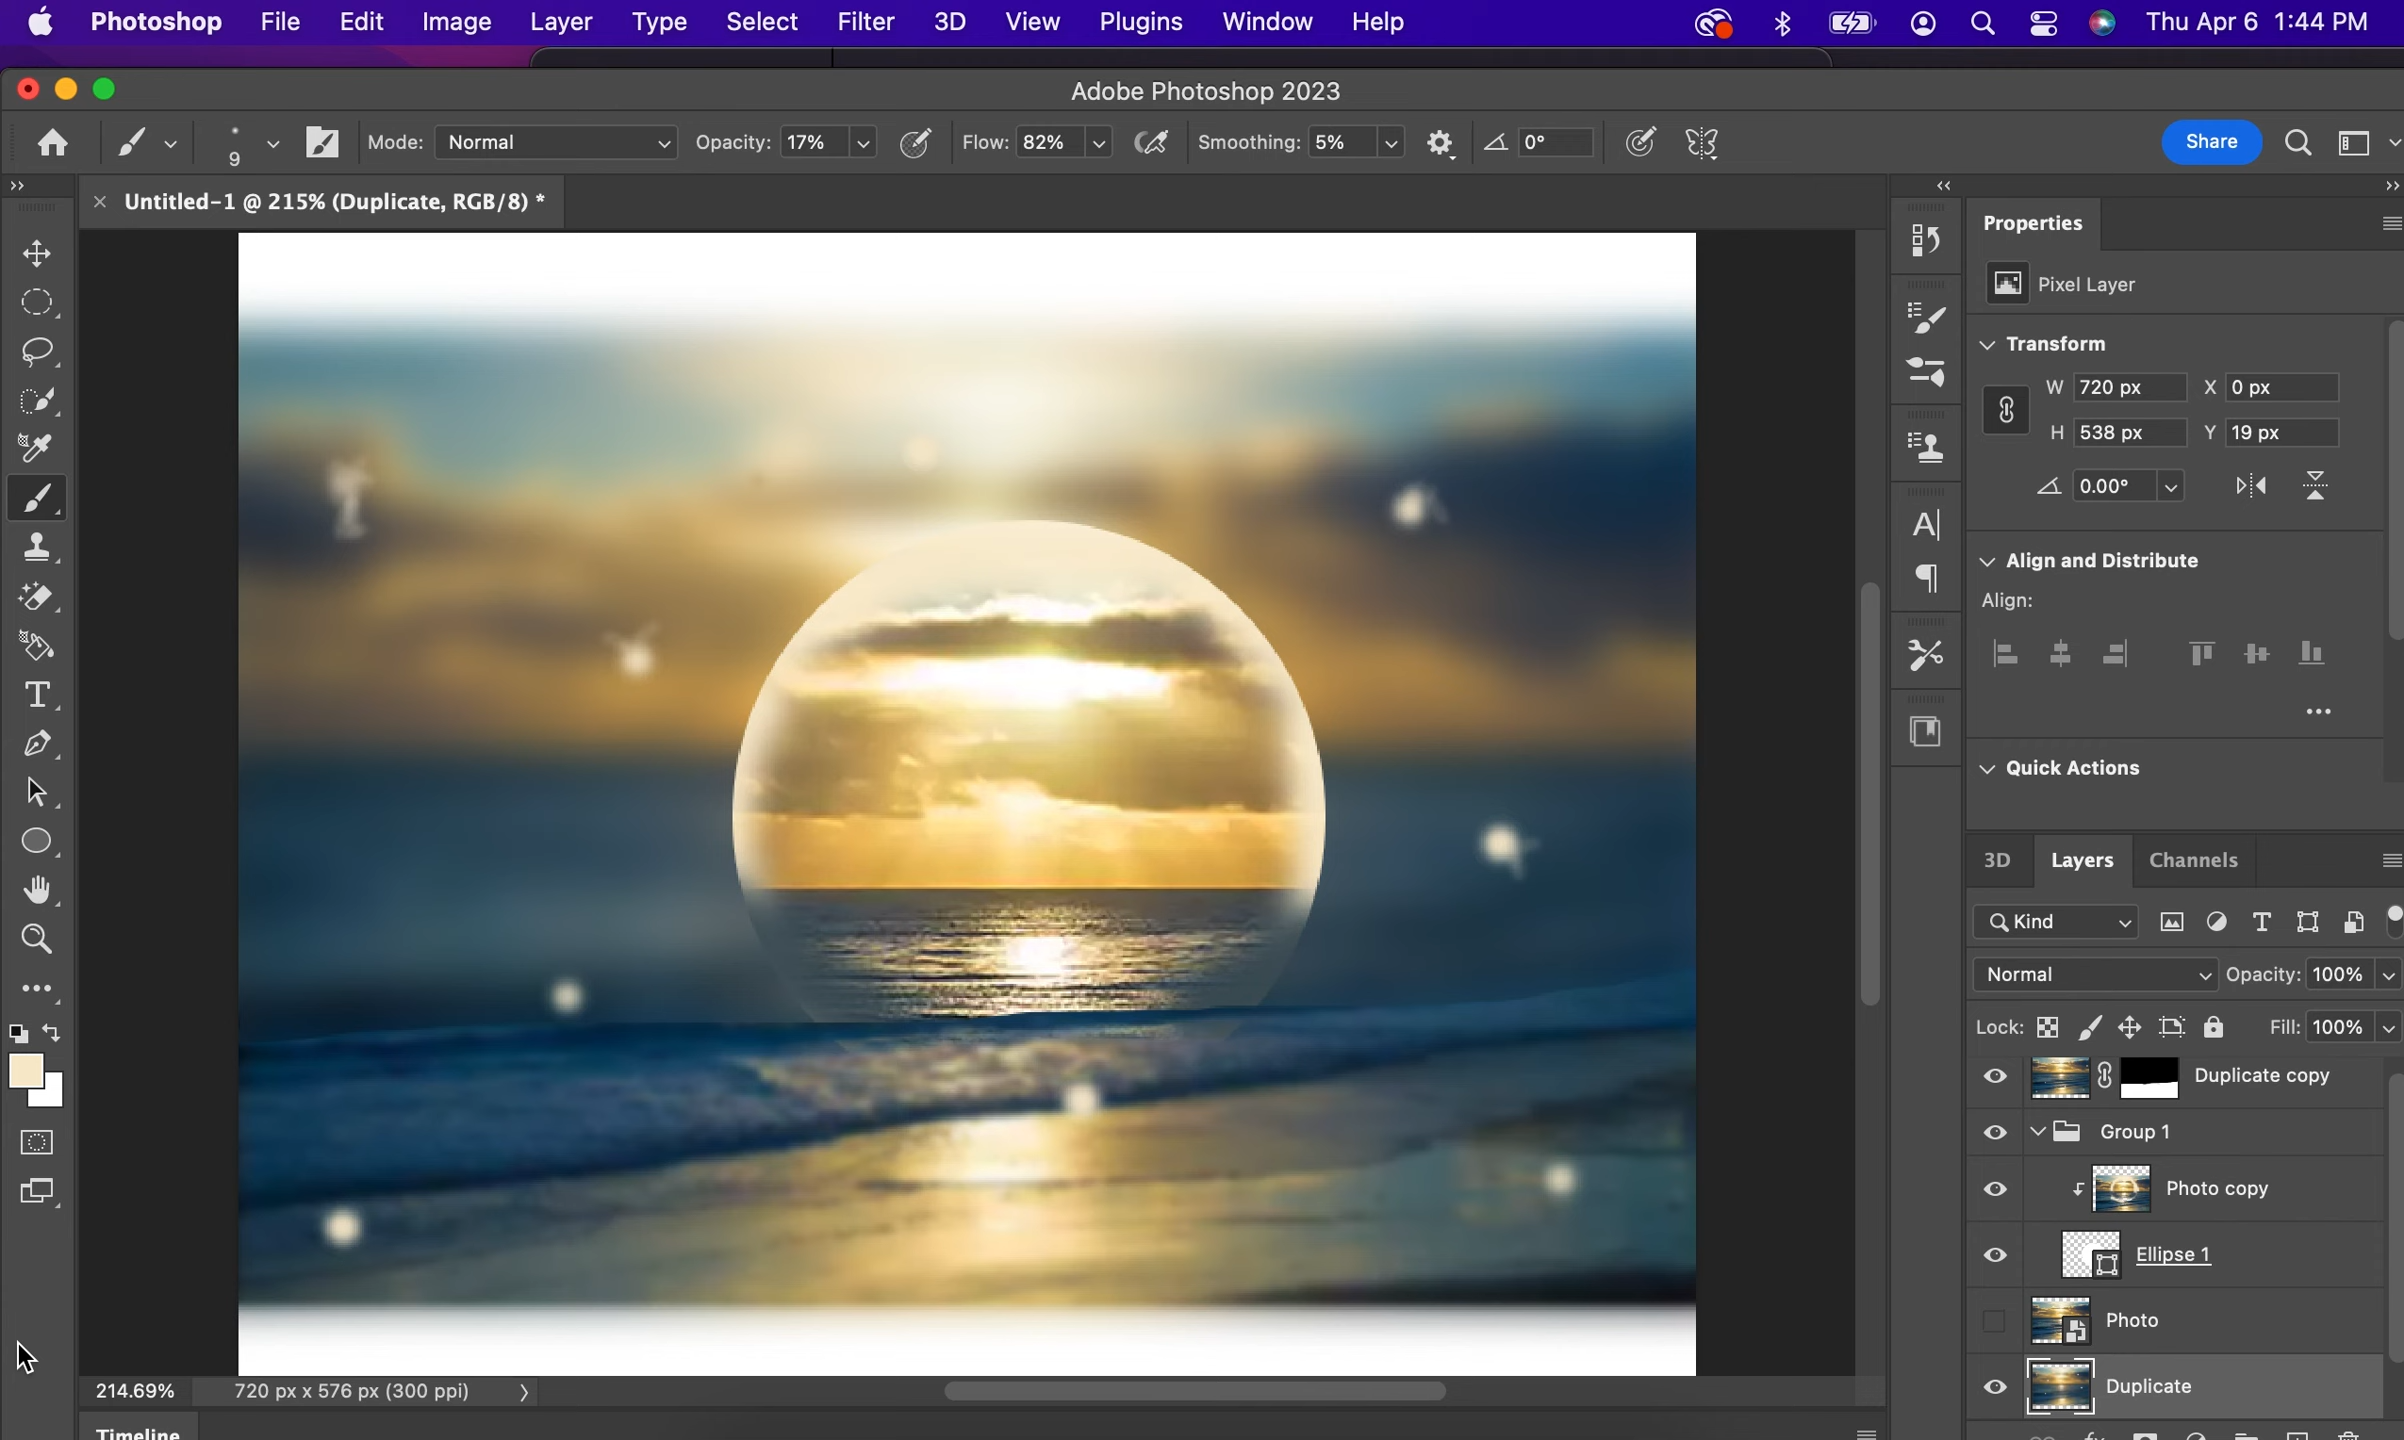 Photoshop File Edit Image Layer Type Select Filter 3D View Plugins Window Help Thu Apr 6 1:44 PM
Adobe Photoshop 2023
9 Mode: Normal Opacity: 17% Flow: 82% Smoothing: 5% 0° Share
Untitled-1 @ 215% (Duplicate, RGB/8) *
Properties
Pixel Layer
Transform
W 720 px X 0 px
H 538 px Y 19 px
0.00°
Align and Distribute
Align:
Quick Actions
3D Layers Channels
Kind
Normal Opacity: 100%
Lock: Fill: 100%
Duplicate copy
Group 1
Photo copy
Ellipse 1
Photo
Duplicate
214.69% 720 px x 576 px (300 ppi)
Timeline